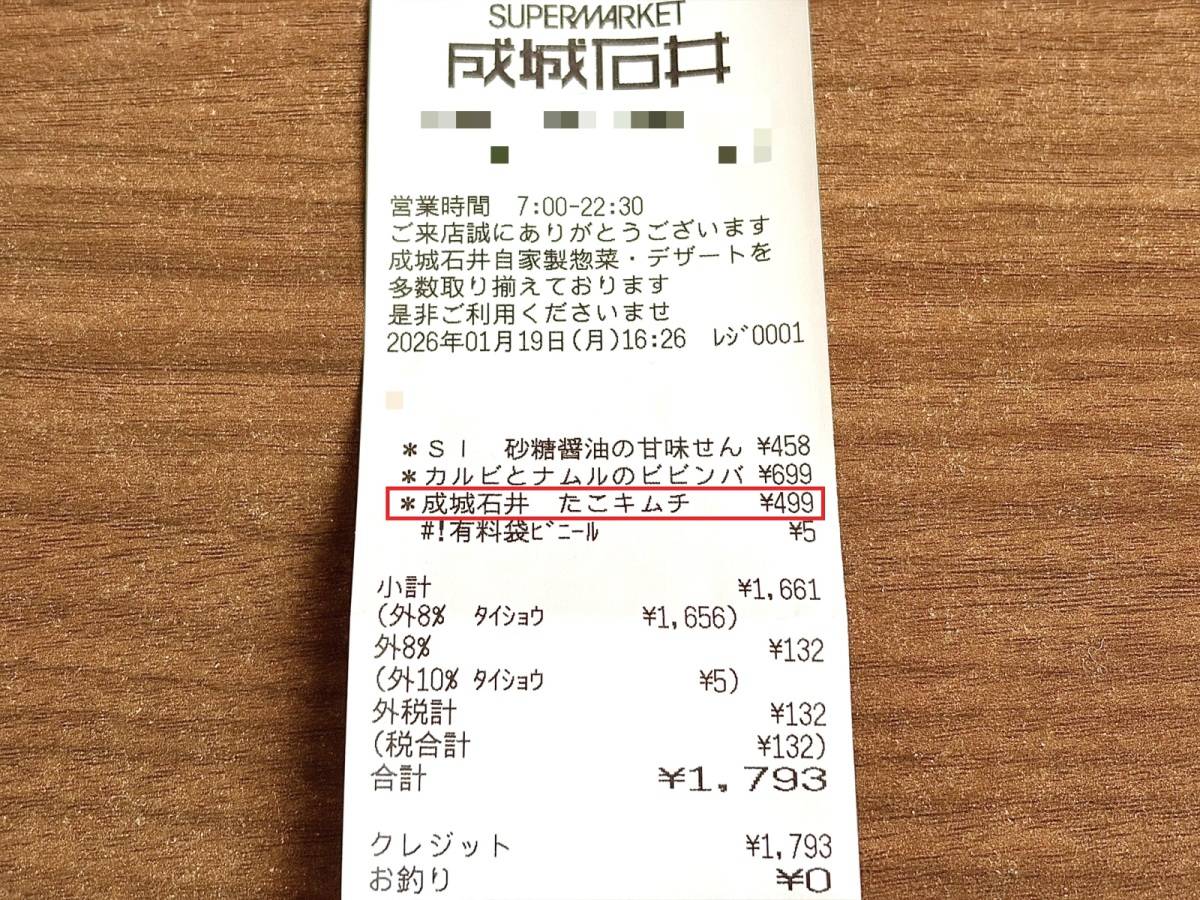 SUPERMARKET
成城石井
営業時間 7:00-22:30
ご来店誠にありがとうございます
成城石井自家製惣菜・デザートを
多数取り揃えております
是非ご利用くださいませ
2026年01月19日(月)16:26 ﾚｼﾞ0001
*ＳＩ 砂糖醤油の甘味せん ¥458
*カルビとナムルのビビンバ ¥699
*成城石井 たこキムチ ¥499
#!有料袋ﾋﾞﾆｰﾙ ¥5
小計 ¥1,661
(外8% ﾀｲｼｮｳ ¥1,656)
外8% ¥132
(外10% ﾀｲｼｮｳ ¥5)
外税計 ¥132
(税合計 ¥132)
合計 ¥1,793
クレジット ¥1,793
お釣り ¥0